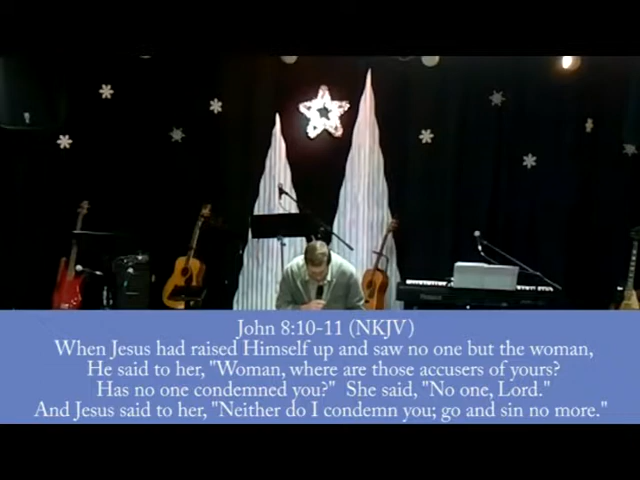 John 8:10-11 (NKJV)
When Jesus had raised Himself up and saw no one but the woman,
He said to her, "Woman, where are those accusers of yours?
Has no one condemned you?"  She said, "No one, Lord."
And Jesus said to her, "Neither do I condemn you; go and sin no more."